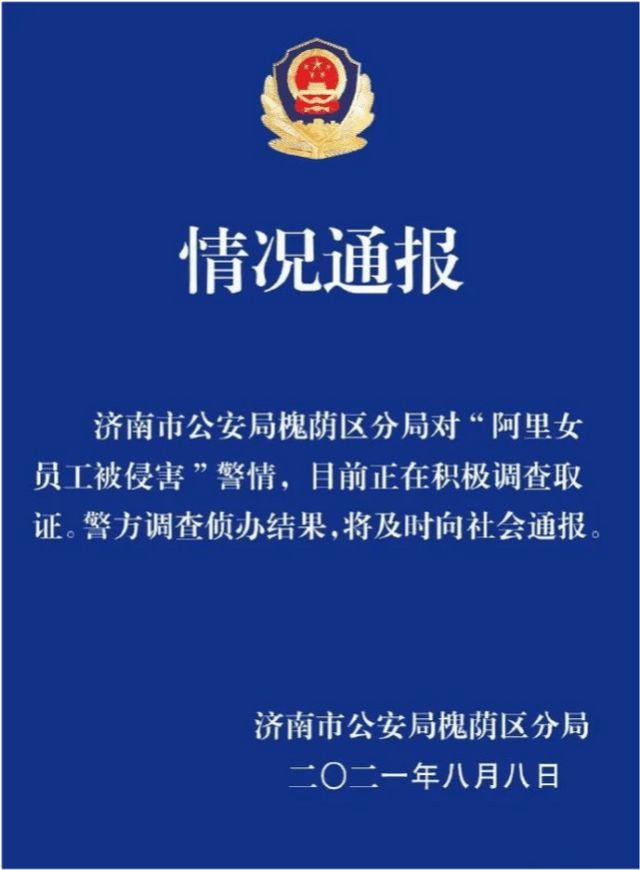 情况通报
济南市公安局槐荫区分局对“阿里女
员工被侵害”警情，目前正在积极调查取
证。警方调查侦办结果，将及时向社会通报。
济南市公安局槐荫区分局
二〇二一年八月八日